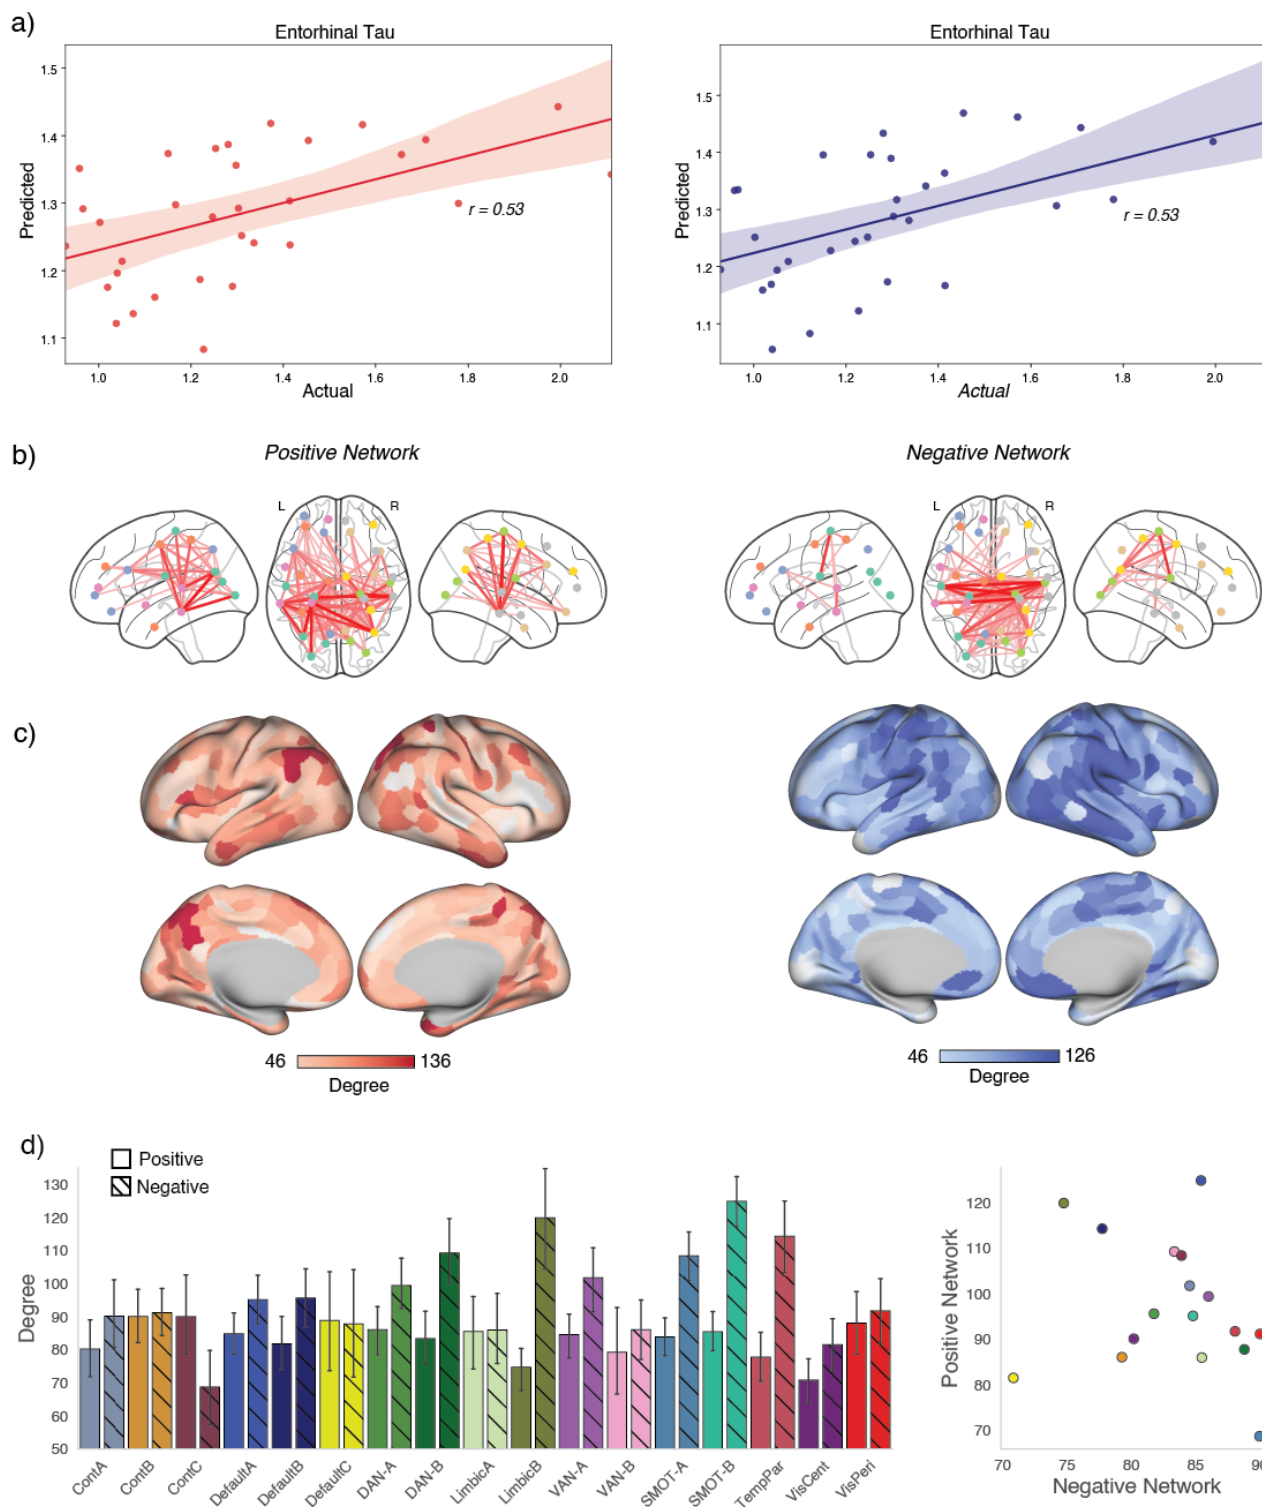 a)
Entorhinal Tau
Predicted
1.5
1.4
1.3
1.2
1.1
r = 0.53
1.0
1.2
1.4
1.6
1.8
2.0
Actual
Entorhinal Tau
Predicted
1.5
1.4
1.3
1.2
1.1
r = 0.53
1.0
1.2
1.4
1.6
1.8
2.0
Actual
b)
Positive Network
L
R
Negative Network
L
R
c)
46
136
Degree
46
126
Degree
d)
Positive
Negative
Degree
130
120
110
100
90
80
70
60
50
ContA
ContB
ContC
DefaultA
DefaultB
DefaultC
DAN-A
DAN-B
LimbicA
LimbicB
VAN-A
VAN-B
SMOT-A
SMOT-B
TempPar
VisCent
VisPeri
Positive Network
120
110
100
90
80
70
70
75
80
85
90
Negative Network